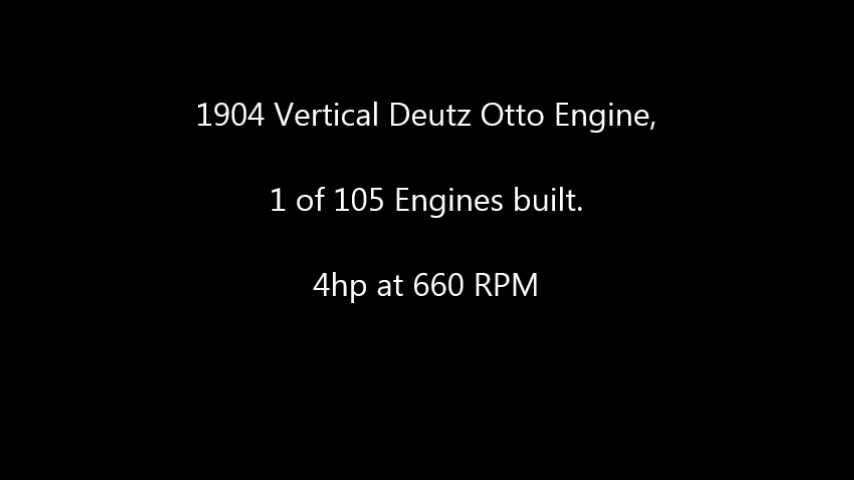 1904 Vertical Deutz Otto Engine,
1 of 105 Engines built.
4hp at 660 RPM